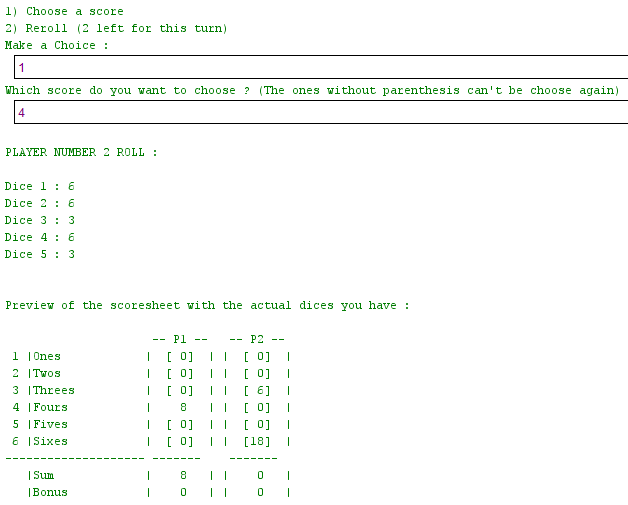 1) Choose a score
2) Reroll (2 left for this turn)
Make a Choice :
1
Which score do you want to choose ? (The ones without parenthesis can't be choose again)
4
PLAYER NUMBER 2 ROLL :
Dice 1 : 6
Dice 2 : 6
Dice 3 : 3
Dice 4 : 6
Dice 5 : 3
Preview of the scoresheet with the actual dices you have :
-- P1 -- -- P2 --
1 |Ones | [ 0] | | [ 0] |
2 |Twos | [ 0] | | [ 0] |
3 |Threes | [ 0] | | [ 6] |
4 |Fours | 8 | | [ 0] |
5 |Fives | [ 0] | | [ 0] |
6 |Sixes | [ 0] | | [18] |
-------------------- ------- -------
|Sum | 8 | | 0 |
|Bonus | 0 | | 0 |